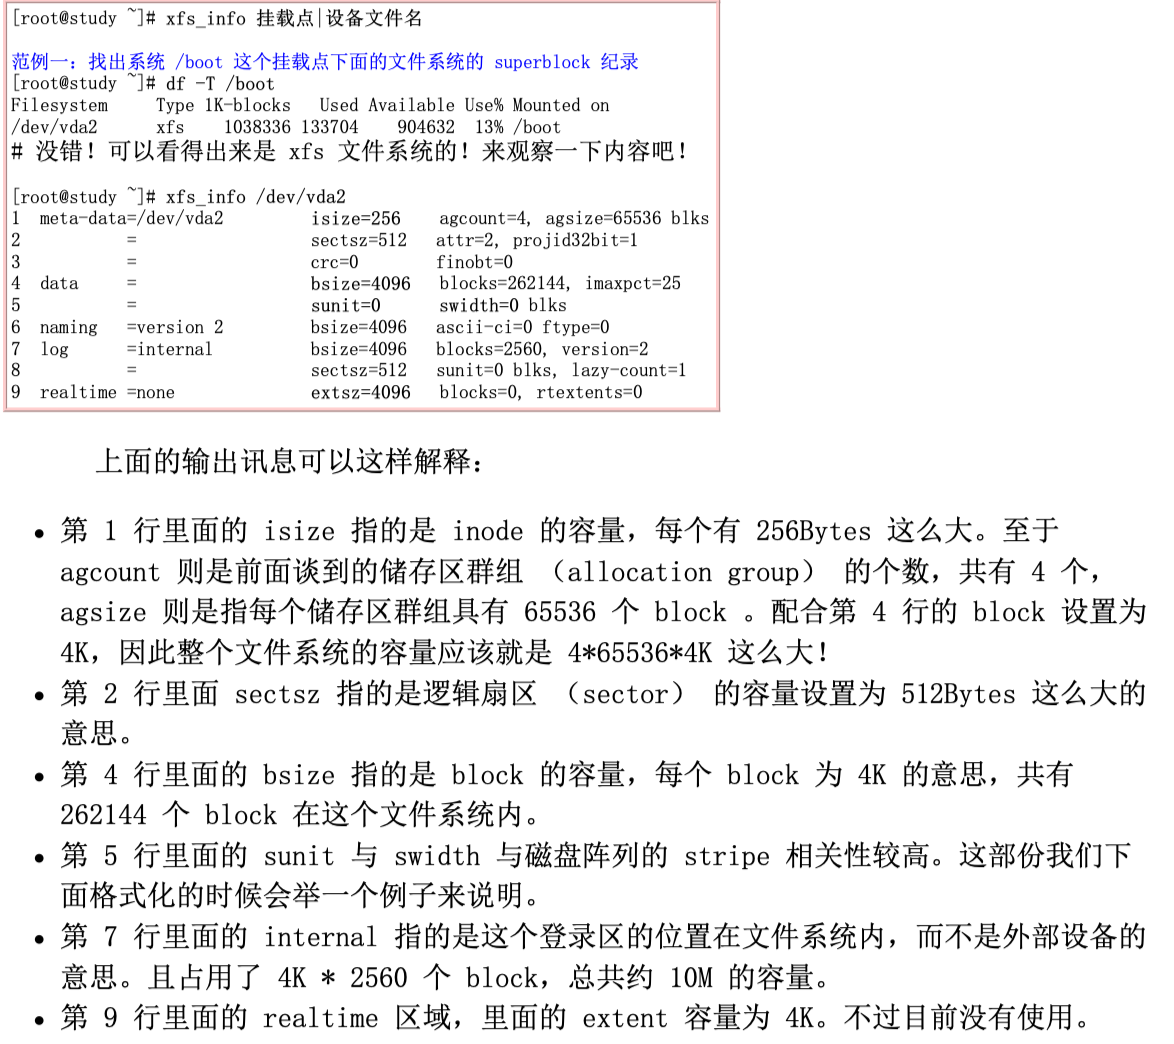 [root@study ~]# xfs_info 挂载点|设备文件名
范例一：找出系统 /boot 这个挂载点下面的文件系统的 superblock 纪录
[root@study ~]# df -T /boot
Filesystem     Type 1K-blocks   Used Available Use% Mounted on
/dev/vda2      xfs    1038336 133704    904632  13% /boot
# 没错！可以看得出来是 xfs 文件系统的！来观察一下内容吧！
[root@study ~]# xfs_info /dev/vda2
1  meta-data=/dev/vda2         isize=256    agcount=4, agsize=65536 blks
2           =                  sectsz=512   attr=2, projid32bit=1
3           =                  crc=0        finobt=0
4  data     =                  bsize=4096   blocks=262144, imaxpct=25
5           =                  sunit=0      swidth=0 blks
6  naming   =version 2         bsize=4096   ascii-ci=0 ftype=0
7  log      =internal          bsize=4096   blocks=2560, version=2
8           =                  sectsz=512   sunit=0 blks, lazy-count=1
9  realtime =none              extsz=4096   blocks=0, rtextents=0
上面的输出讯息可以这样解释：
• 第 1 行里面的 isize 指的是 inode 的容量，每个有 256Bytes 这么大。至于
agcount 则是前面谈到的储存区群组 （allocation group） 的个数，共有 4 个，
agsize 则是指每个储存区群组具有 65536 个 block 。配合第 4 行的 block 设置为
4K，因此整个文件系统的容量应该就是 4*65536*4K 这么大！
• 第 2 行里面 sectsz 指的是逻辑扇区 （sector） 的容量设置为 512Bytes 这么大的
意思。
• 第 4 行里面的 bsize 指的是 block 的容量，每个 block 为 4K 的意思，共有
262144 个 block 在这个文件系统内。
• 第 5 行里面的 sunit 与 swidth 与磁盘阵列的 stripe 相关性较高。这部份我们下
面格式化的时候会举一个例子来说明。
• 第 7 行里面的 internal 指的是这个登录区的位置在文件系统内，而不是外部设备的
意思。且占用了 4K * 2560 个 block，总共约 10M 的容量。
• 第 9 行里面的 realtime 区域，里面的 extent 容量为 4K。不过目前没有使用。